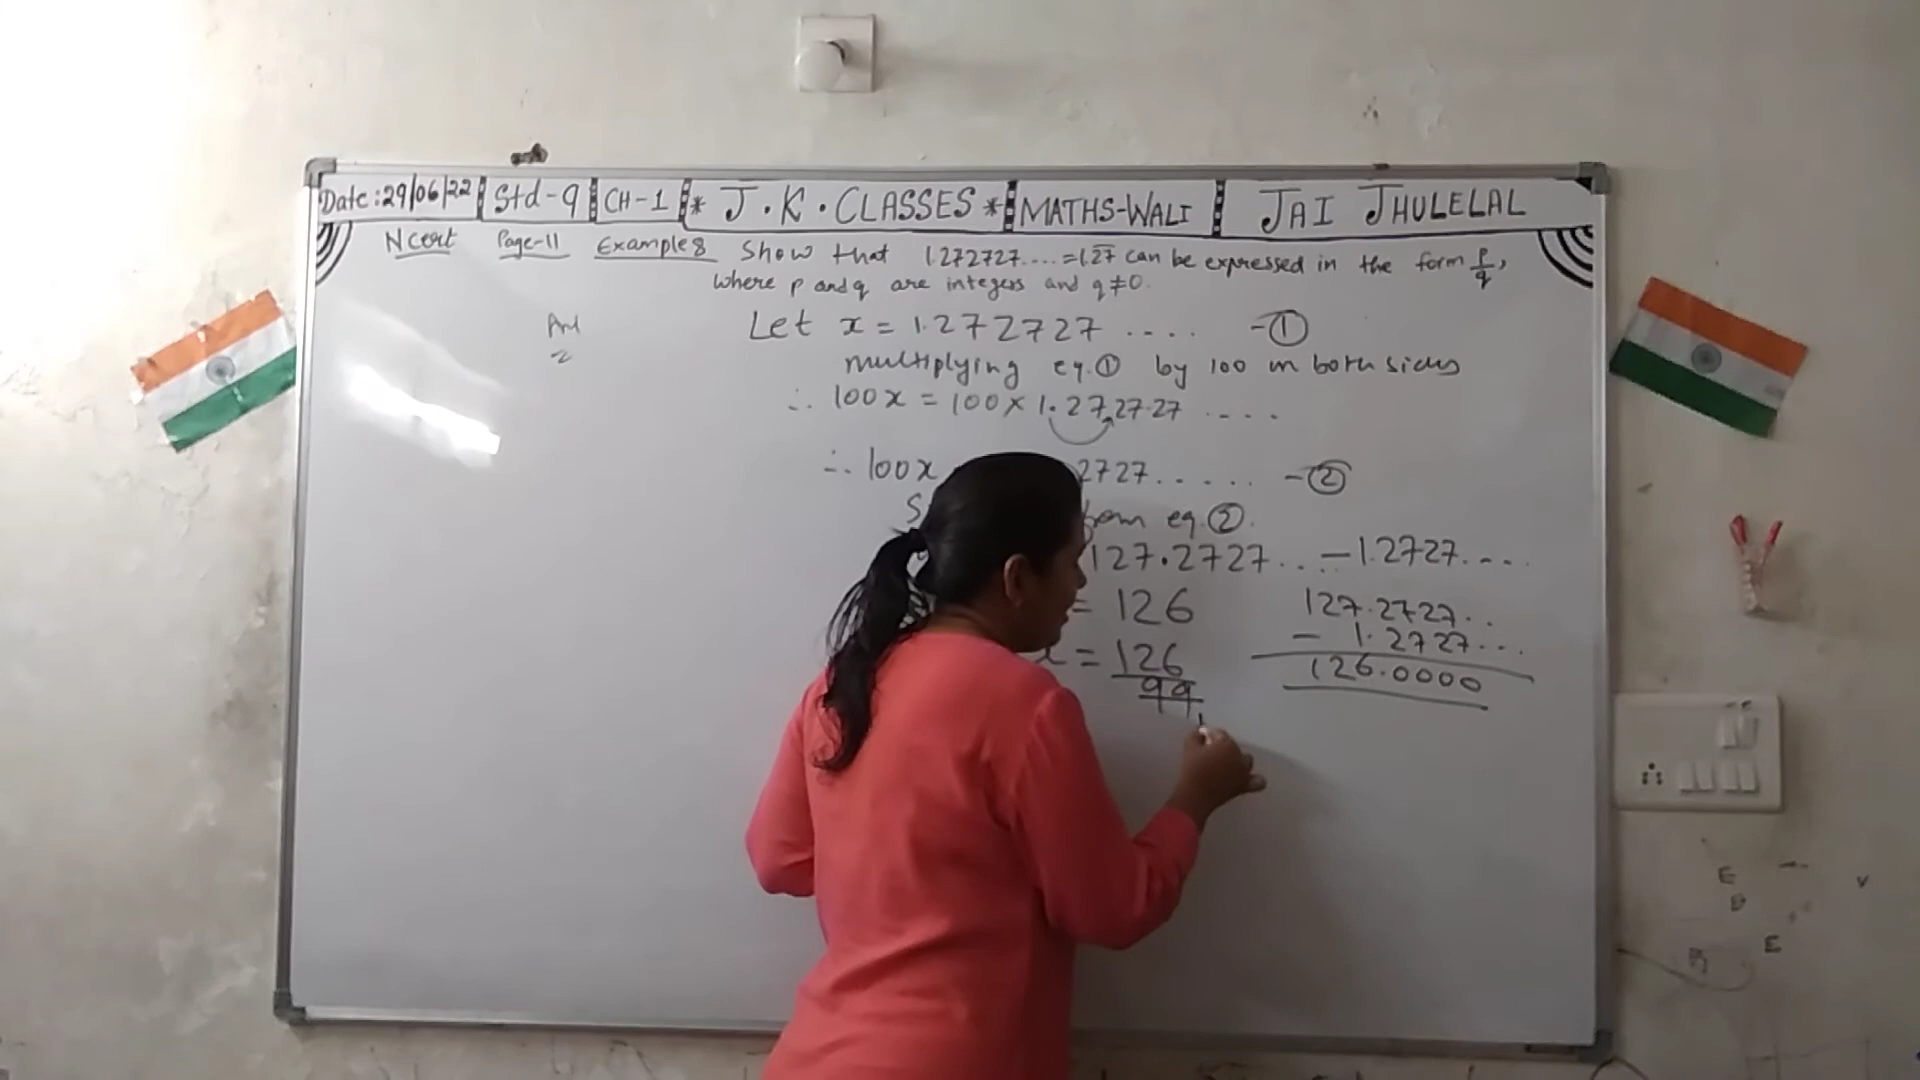 Date:29/06/22 Std-9 CH-1 * J.K.CLASSES * MATHS-WALI JAI JHULELAL
Ncert Page-11 Example 8 Show that 1.272727....=1.2̅7̅ can be expressed in the form p/q,
where p and q are integers and q≠0.
Let x = 1.272727 .... -①
multiplying eq.① by 100 in both sides
∴ 100x = 100 x 1.27,27.27 ....
∴ 100x 2727..... -②
eq.②.
127.2727.... -1.2727....
= 126
127.2727..
- 1.2727...
126.0000
x = 126
99
E
B
E